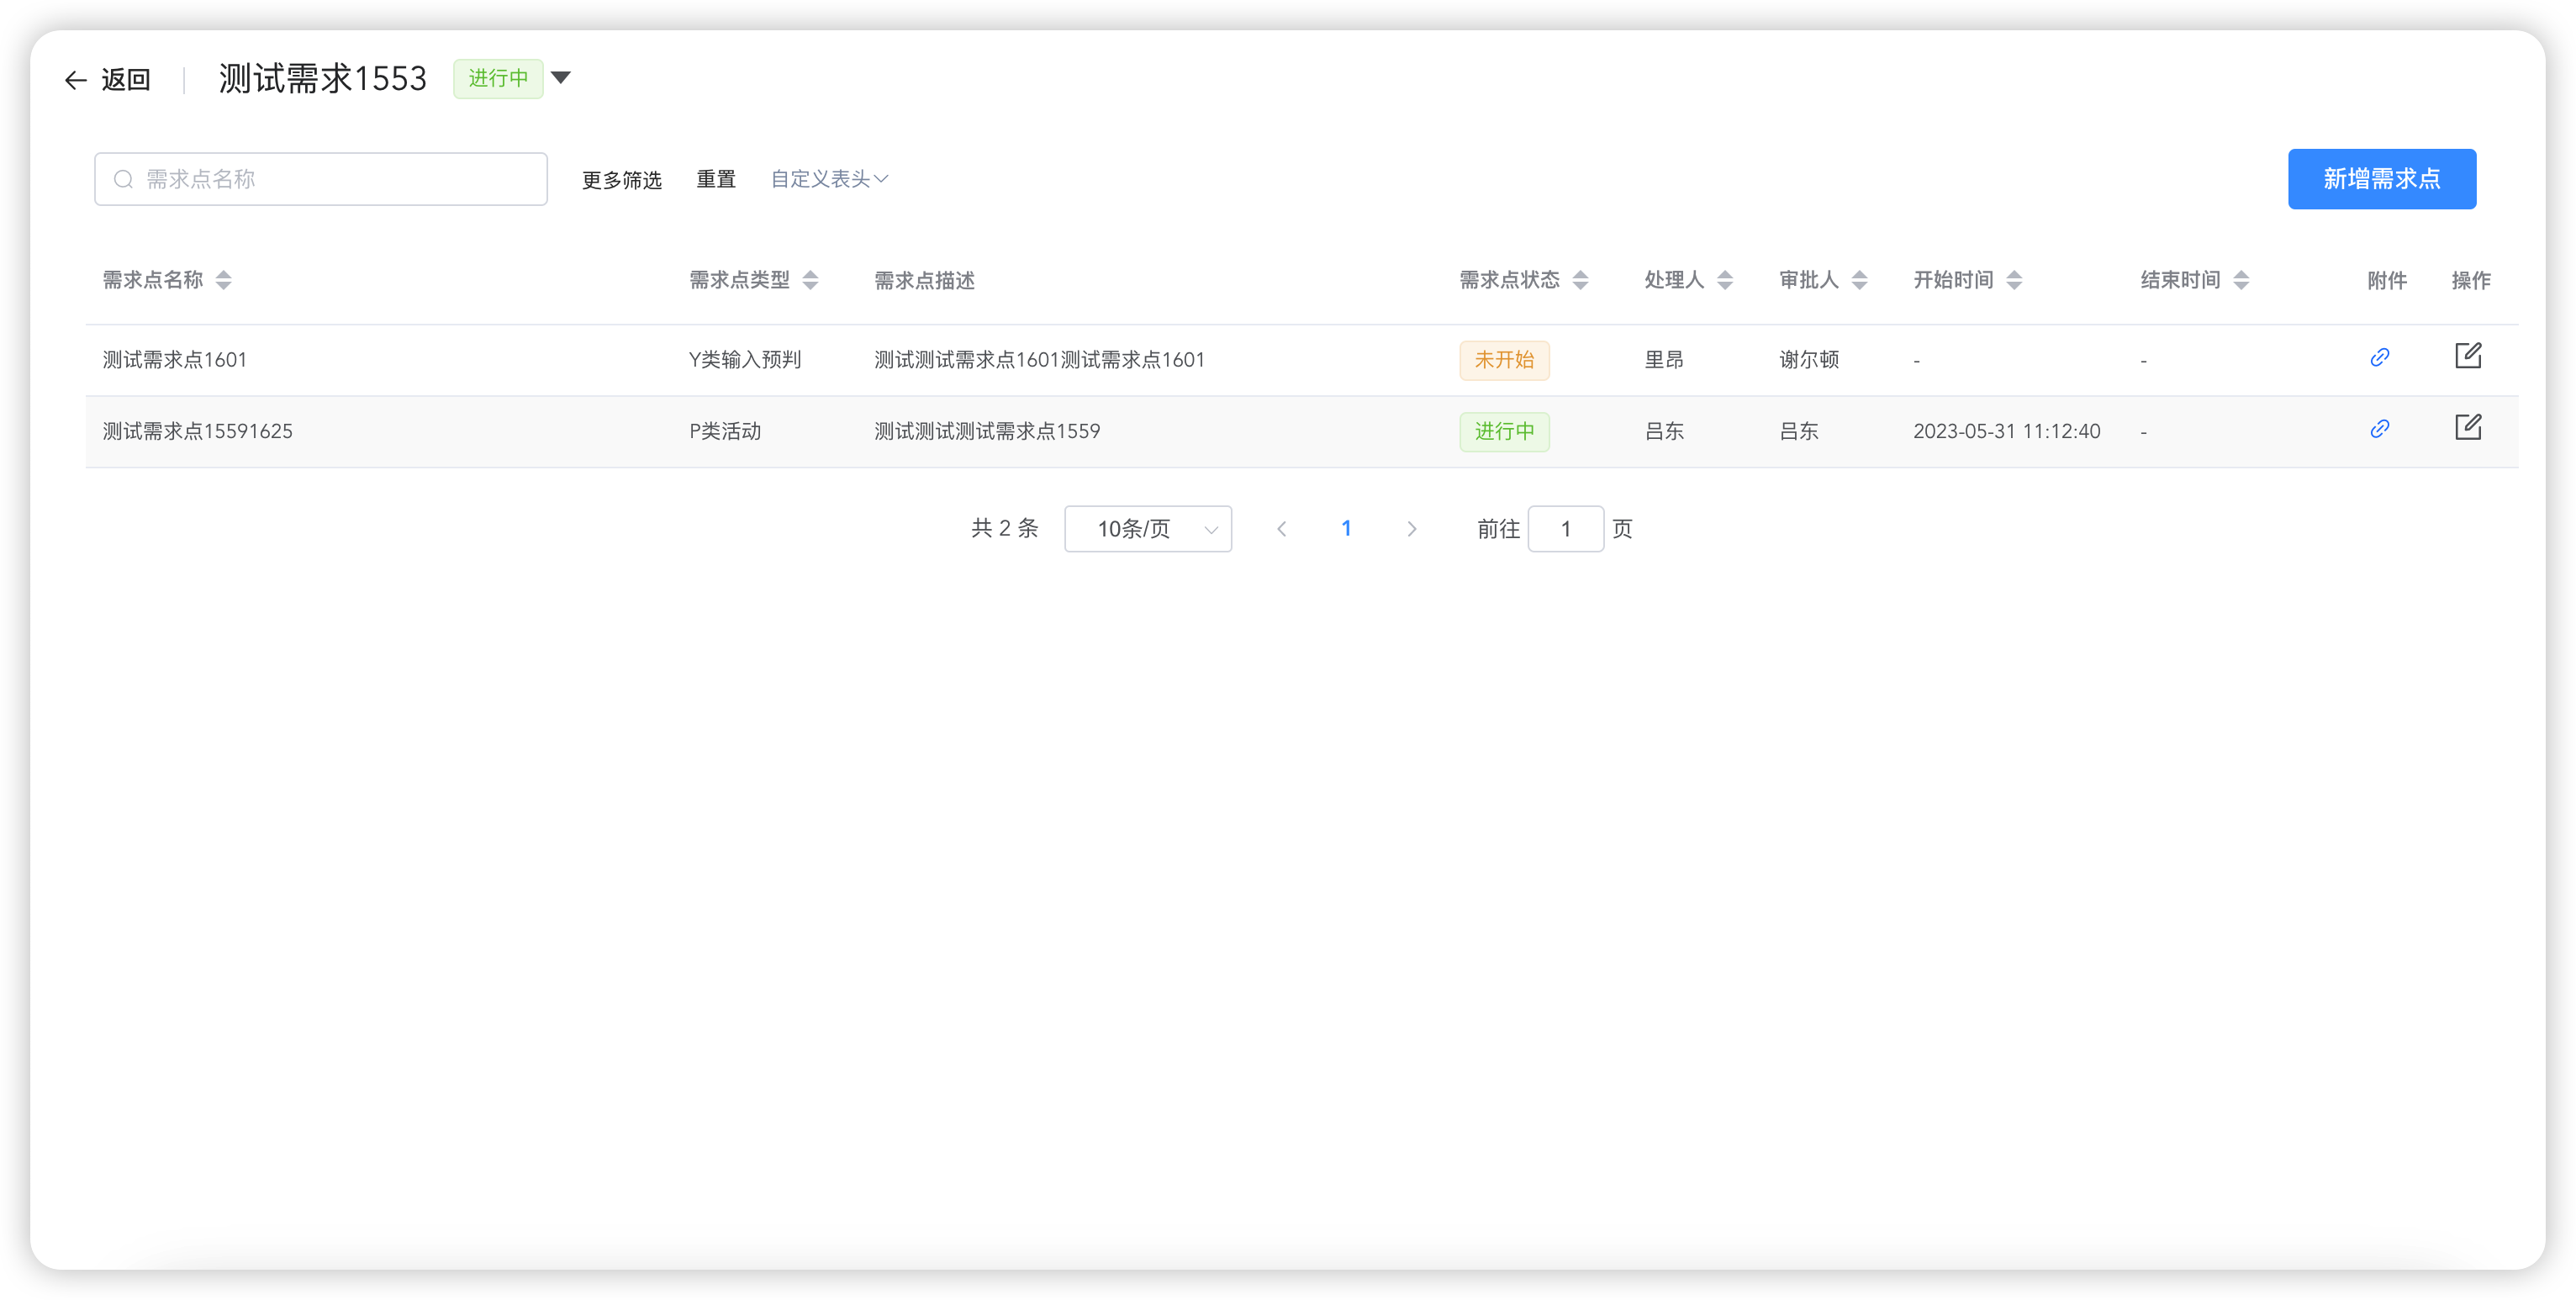 返回 测试需求1553 进行中
需求点名称 更多筛选 重置 自定义表头 新增需求点
需求点名称 需求点类型 需求点描述 需求点状态 处理人 审批人 开始时间 结束时间 附件 操作
测试需求点1601 Y类输入预判 测试测试需求点1601测试需求点1601 未开始 里昂 谢尔顿 - -
测试需求点15591625 P类活动 测试测试测试需求点1559 进行中 吕东 吕东 2023-05-31 11:12:40 -
共 2 条 10条/页 1 前往 1 页